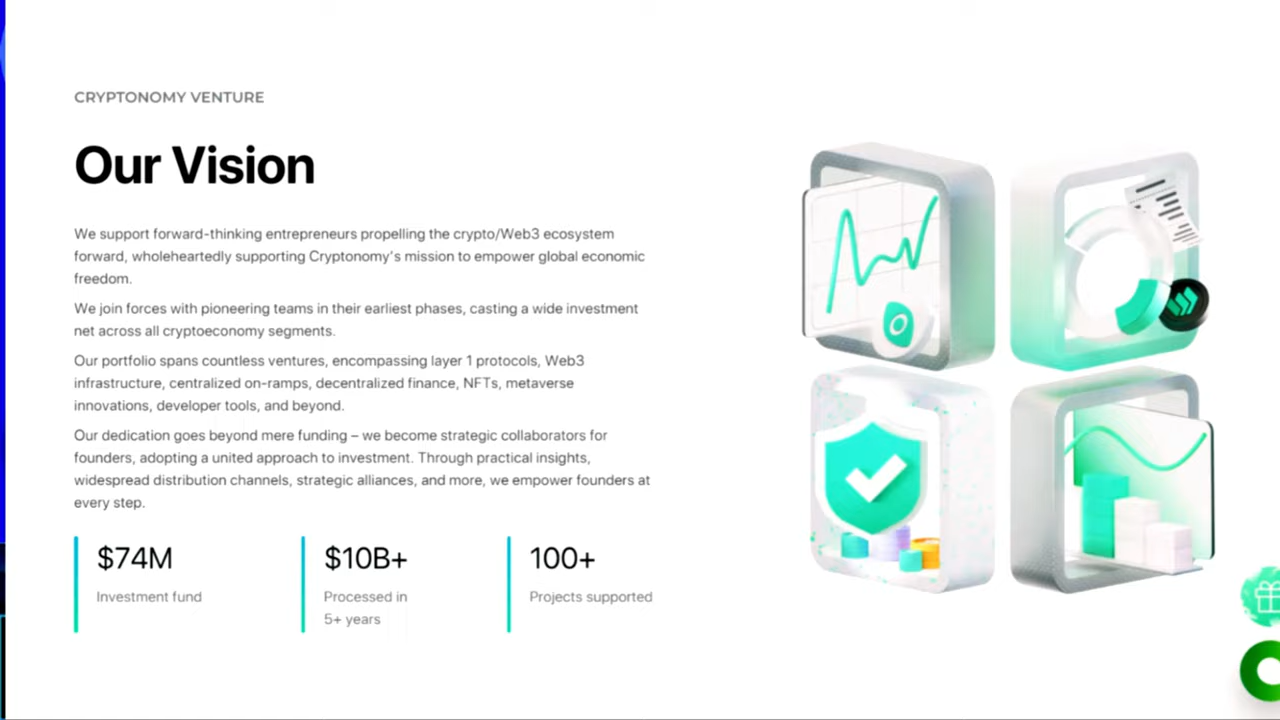 CRYPTONOMY VENTURE
Our Vision
We support forward-thinking entrepreneurs propelling the crypto/Web3 ecosystem
forward, wholeheartedly supporting Cryptonomy's mission to empower global economic
freedom.
We join forces with pioneering teams in their earliest phases, casting a wide investment
net across all cryptoeconomy segments.
Our portfolio spans countless ventures, encompassing layer 1 protocols, Web3
infrastructure, centralized on-ramps, decentralized finance, NFTs, metaverse
innovations, developer tools, and beyond.
Our dedication goes beyond mere funding – we become strategic collaborators for
founders, adopting a united approach to investment. Through practical insights,
widespread distribution channels, strategic alliances, and more, we empower founders at
every step.
$74M
Investment fund
$10B+
Processed in
5+ years
100+
Projects supported